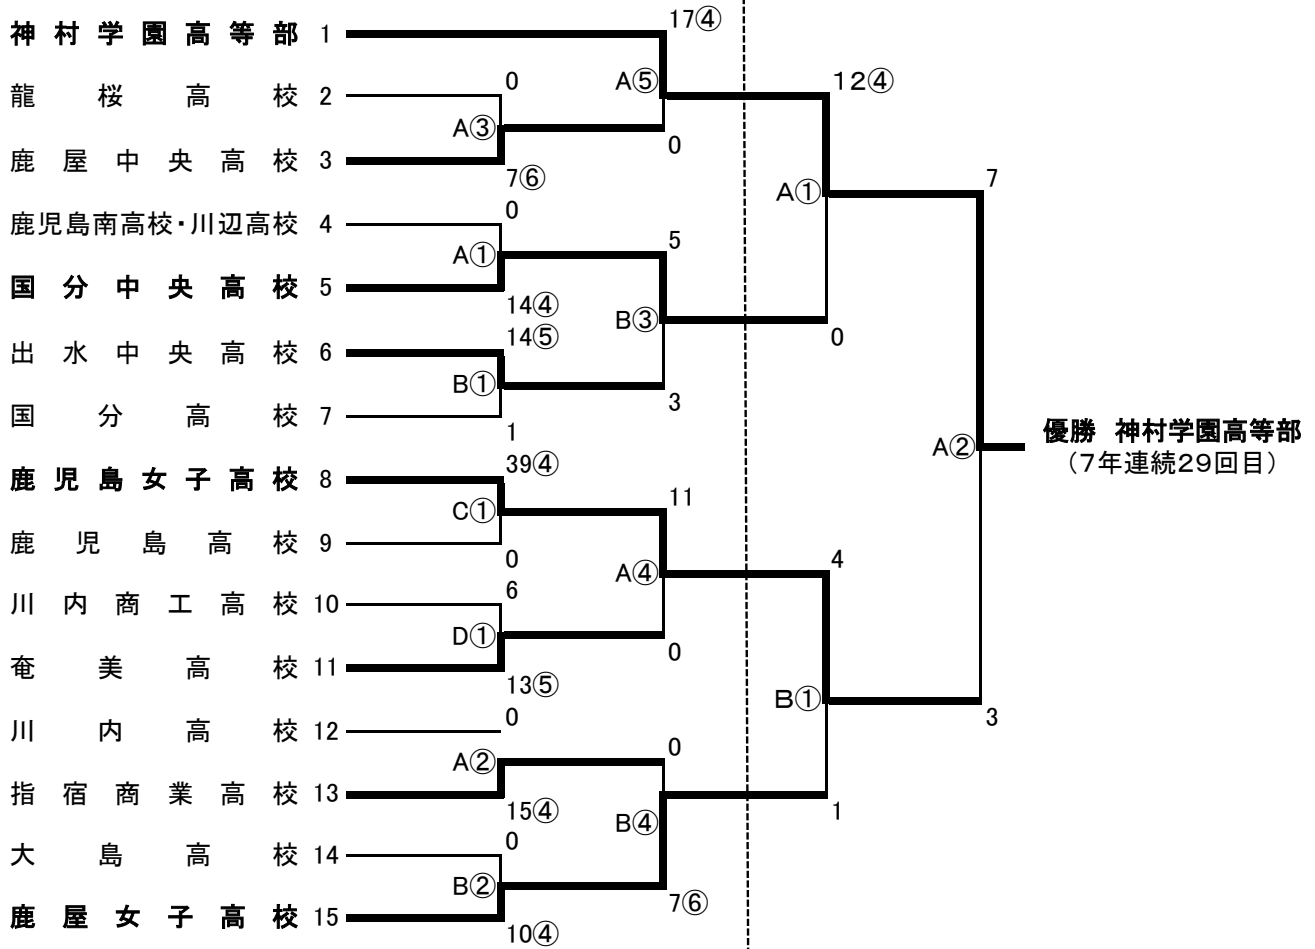 17④
神村学園高等部 1
0
A⑤
12④
龍桜高校 2
A③
0
鹿屋中央高校 3
7⑥
A①
7
0
鹿児島南高校・川辺高校 4
5
A①
国分中央高校 5
14④
B③
14⑤
0
出水中央高校 6
B①
3
国分高校 7
1
優勝 神村学園高等部
A②
(7年連続29回目)
39④
鹿児島女子高校 8
11
C①
鹿児島高校 9
0
4
A④
6
川内商工高校 10
D①
0
奄美高校 11
13⑤
B①
0
3
川内高校 12
0
A②
指宿商業高校 13
15④
1
B④
0
大島高校 14
B②
7⑥
鹿屋女子高校 15
10④